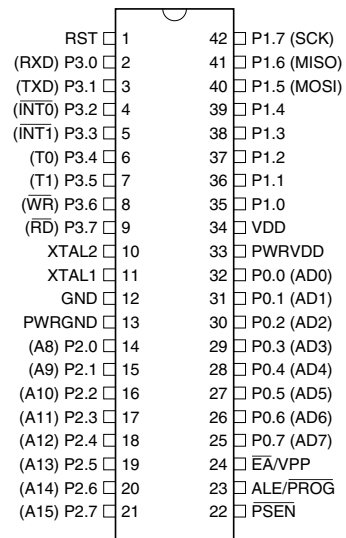 RST 1 42 P1.7 (SCK)
(RXD) P3.0 2 41 P1.6 (MISO)
(TXD) P3.1 3 40 P1.5 (MOSI)
(INT0) P3.2 4 39 P1.4
(INT1) P3.3 5 38 P1.3
(T0) P3.4 6 37 P1.2
(T1) P3.5 7 36 P1.1
(WR) P3.6 8 35 P1.0
(RD) P3.7 9 34 VDD
XTAL2 10 33 PWRVDD
XTAL1 11 32 P0.0 (AD0)
GND 12 31 P0.1 (AD1)
PWRGND 13 30 P0.2 (AD2)
(A8) P2.0 14 29 P0.3 (AD3)
(A9) P2.1 15 28 P0.4 (AD4)
(A10) P2.2 16 27 P0.5 (AD5)
(A11) P2.3 17 26 P0.6 (AD6)
(A12) P2.4 18 25 P0.7 (AD7)
(A13) P2.5 19 24 EA/VPP
(A14) P2.6 20 23 ALE/PROG
(A15) P2.7 21 22 PSEN